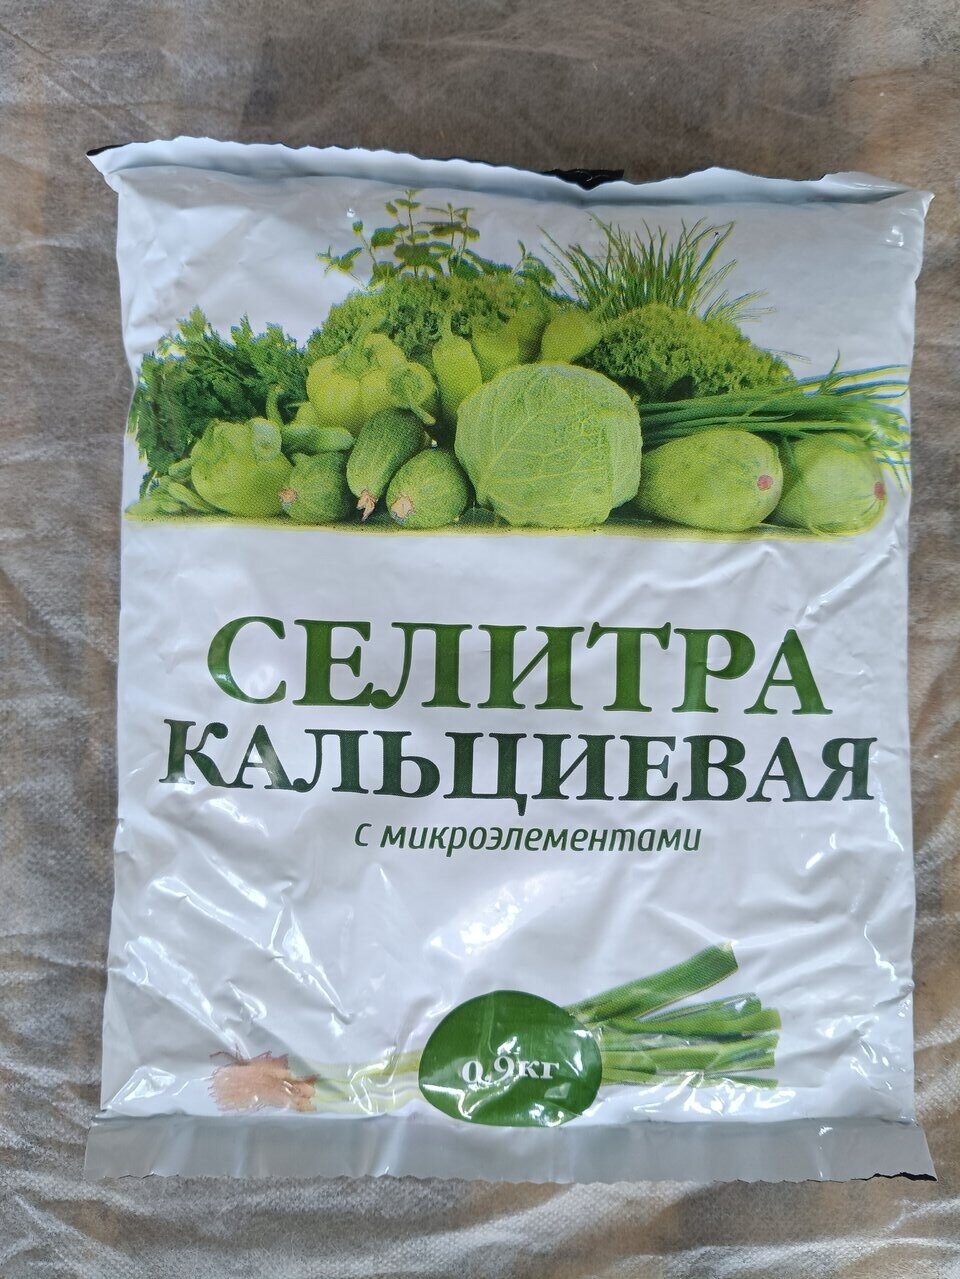 СЕЛИТРА
КАЛЬЦИЕВАЯ
с микроэлементами
0,9кг